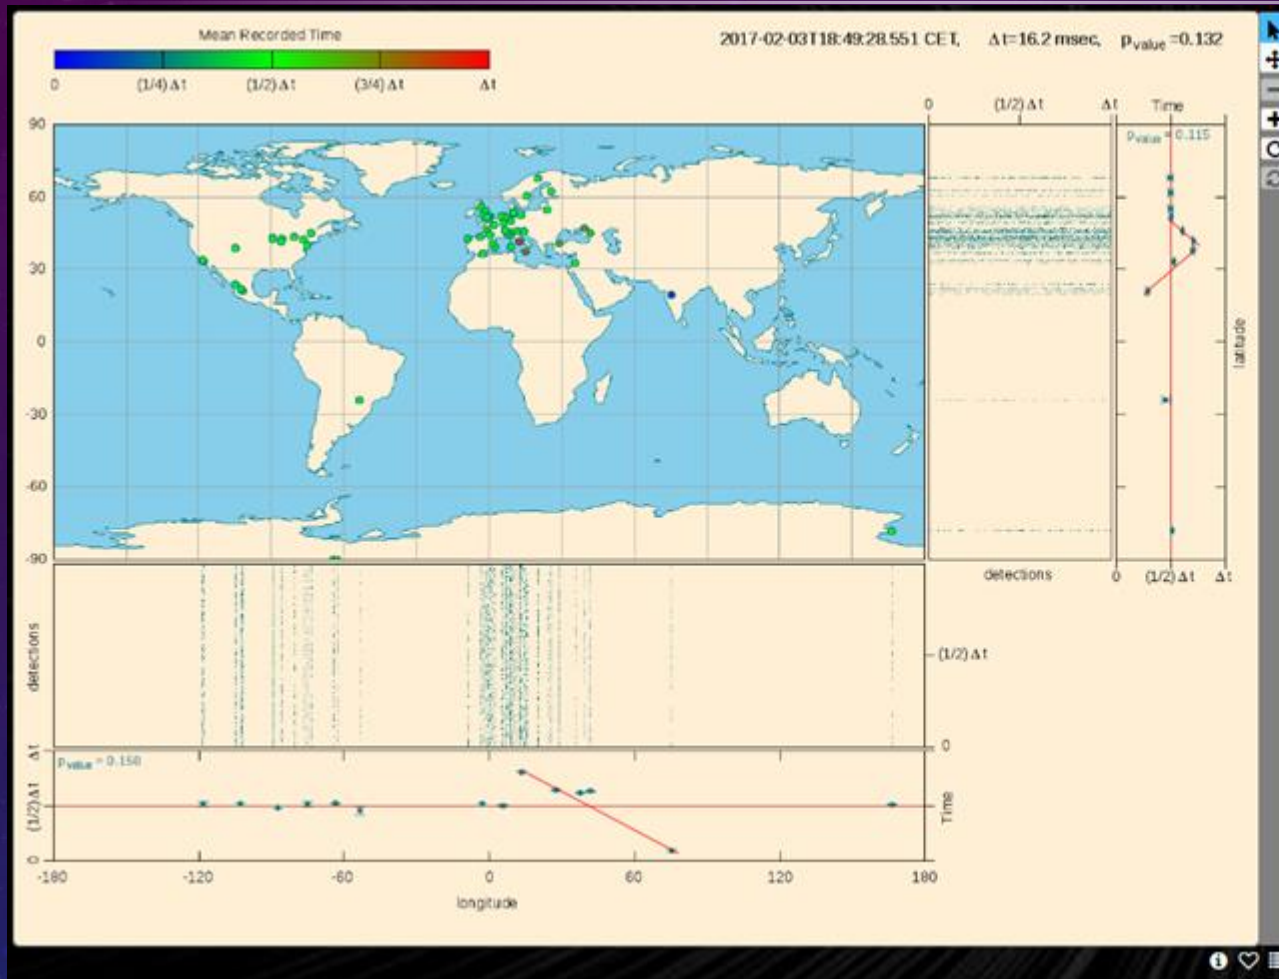 Mean Recorded Time
0 (1/4) Δt (1/2) Δt (3/4) Δt Δt
2017-02-03T18:49:28.551 CET, Δt=16.2 msec, pvalue =0.132
0 (1/2) Δt Δt Time
90
60
30
0
-30
-60
-90
pvalue = 0.115
latitude
detections
0 (1/2) Δt Δt
detections
(1/2) Δt
0
Pvalue = 0.150
Δt
(1/2) Δt
0
Time
-180 -120 -60 0 60 120 180
longitude